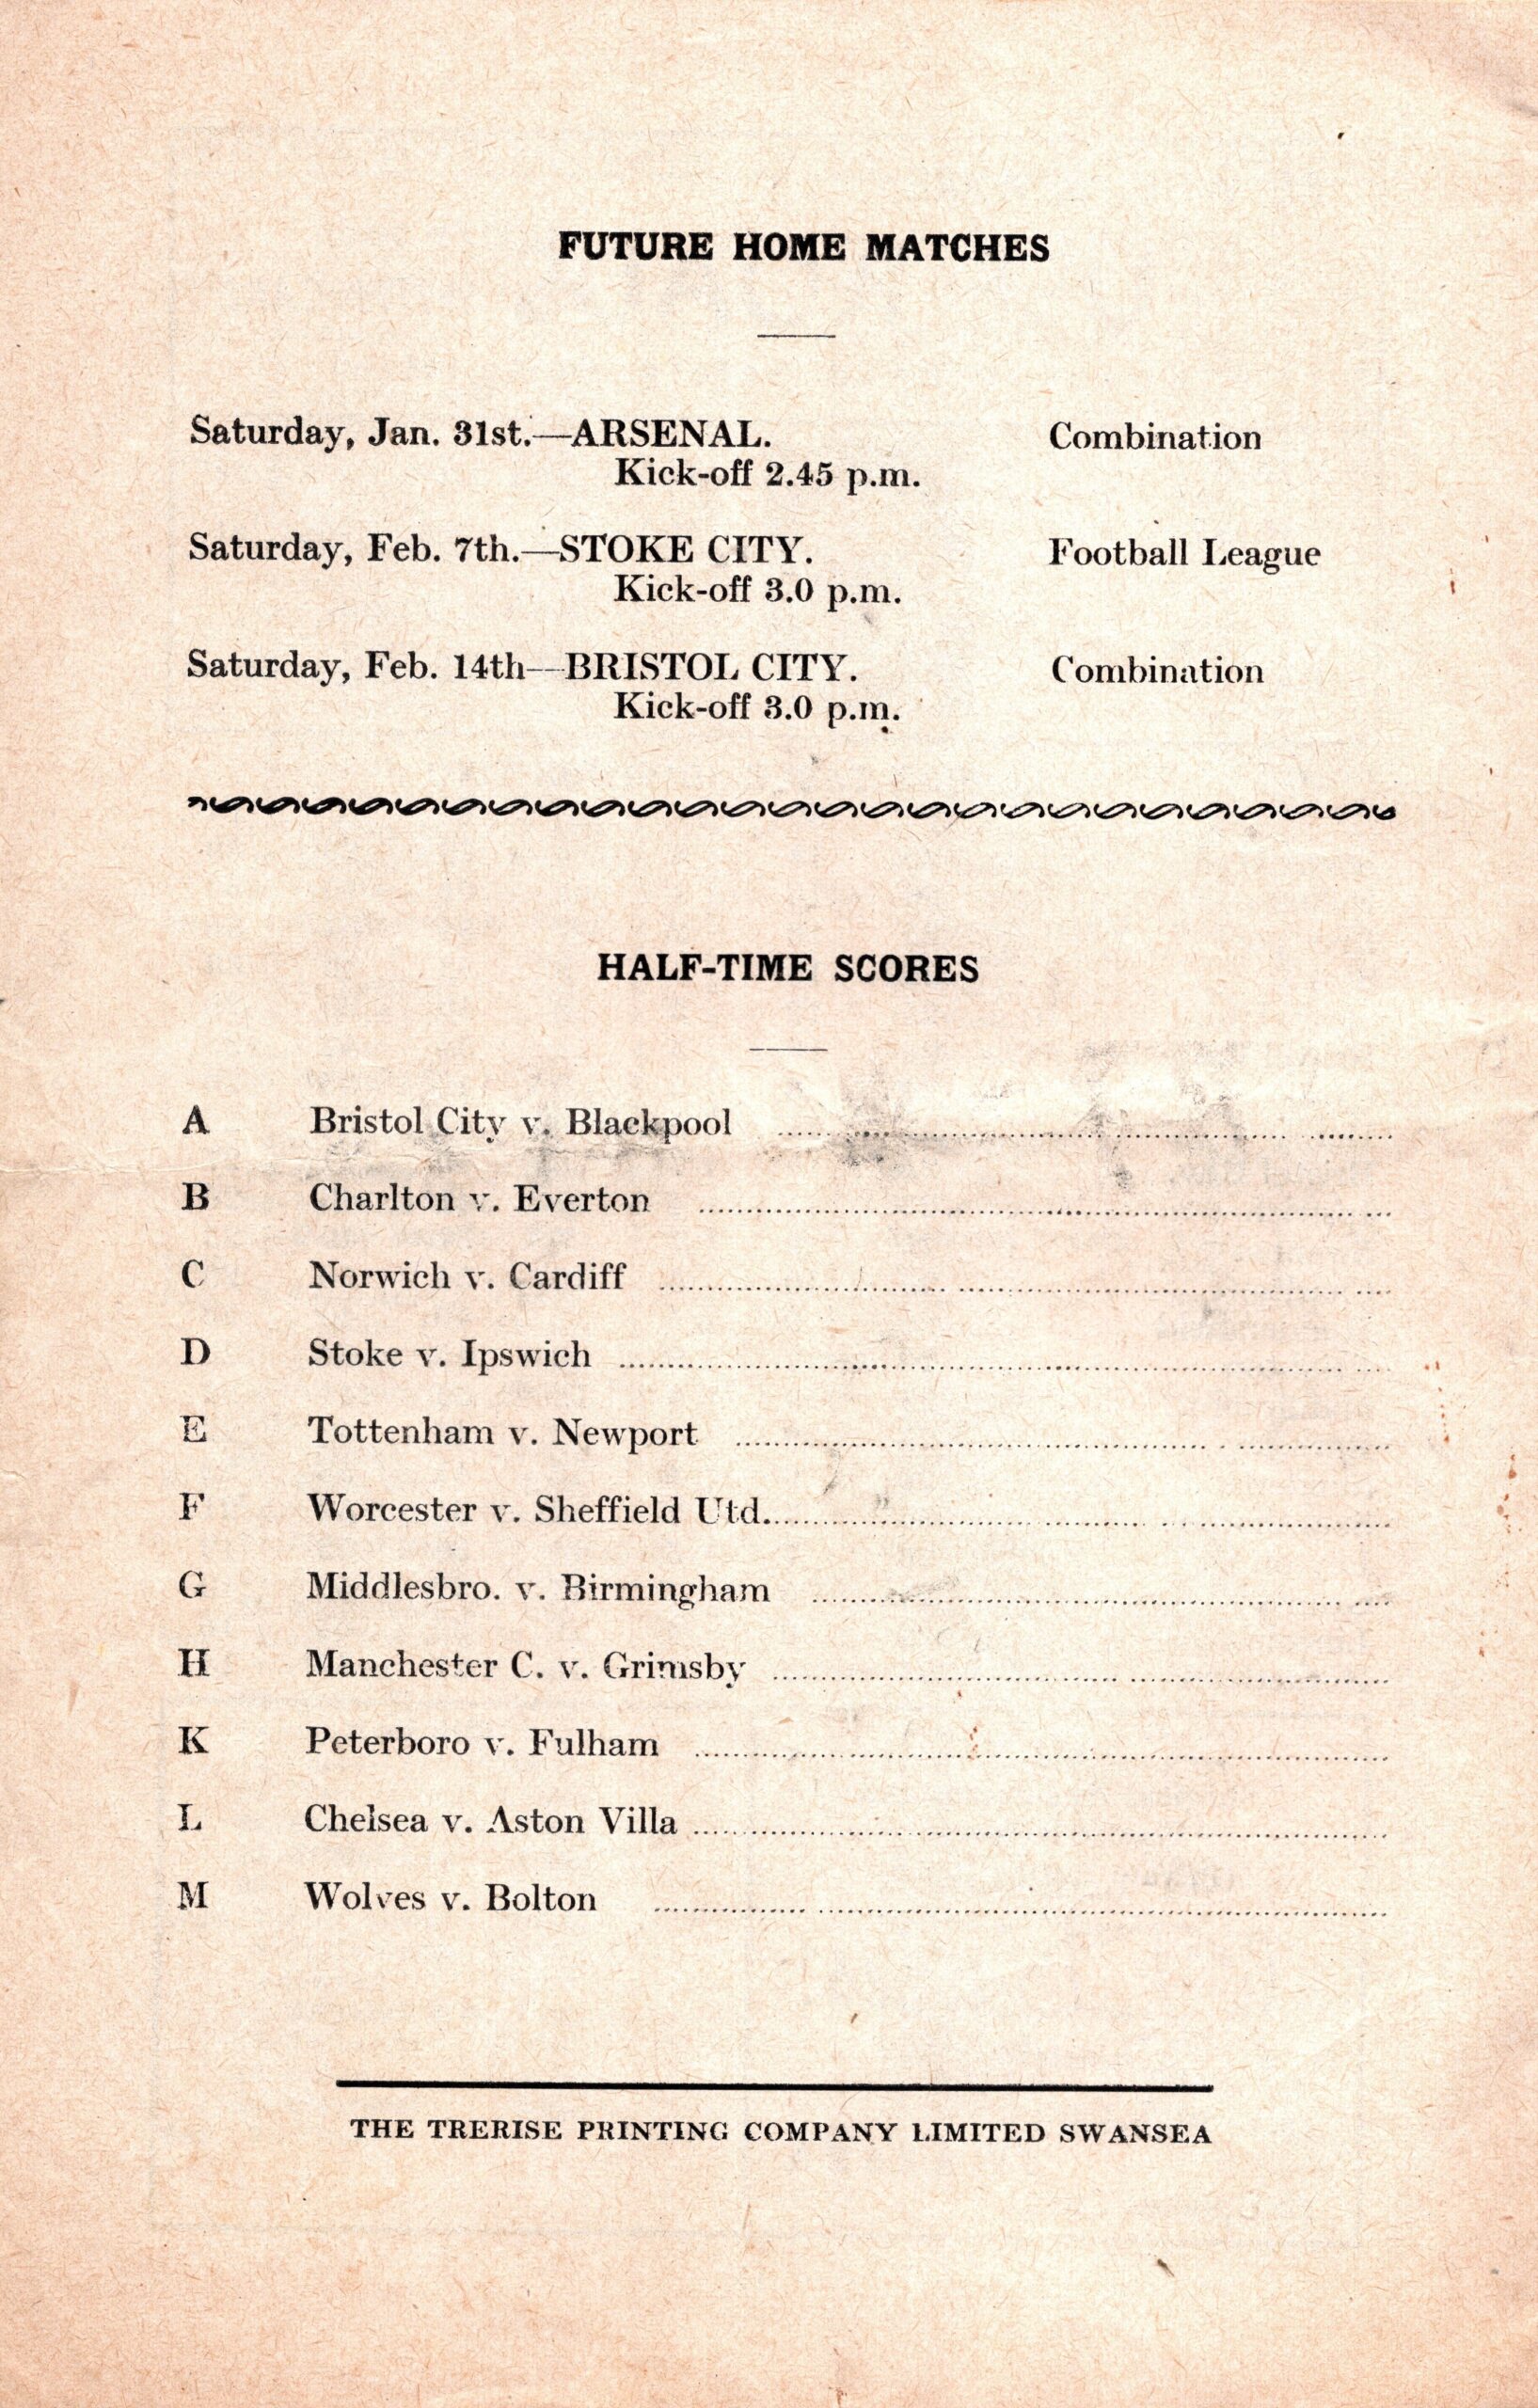 FUTURE HOME MATCHES
Saturday, Jan. 31st.—ARSENAL. Combination
Kick-off 2.45 p.m.
Saturday, Feb. 7th.—STOKE CITY. Football League
Kick-off 3.0 p.m.
Saturday, Feb. 14th—BRISTOL CITY. Combination
Kick-off 3.0 p.m.
HALF-TIME SCORES
A Bristol City v. Blackpool
B Charlton v. Everton
C Norwich v. Cardiff
D Stoke v. Ipswich
E Tottenham v. Newport
F Worcester v. Sheffield Utd.
G Middlesbro. v. Birmingham
H Manchester C. v. Grimsby
K Peterboro v. Fulham
L Chelsea v. Aston Villa
M Wolves v. Bolton
THE TRERISE PRINTING COMPANY LIMITED SWANSEA